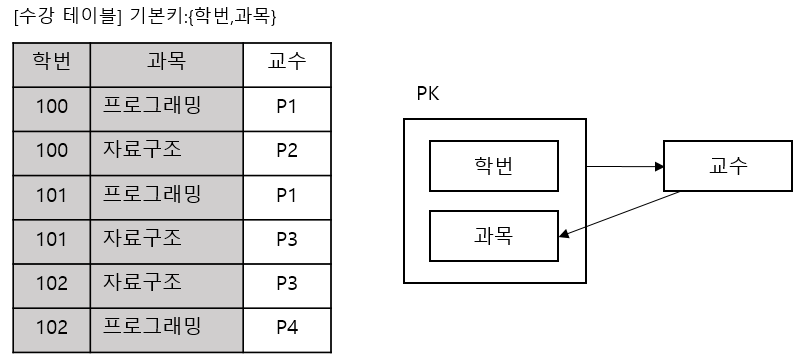 [수강 테이블] 기본키:{학번,과목}
학번 과목 교수
100 프로그래밍 P1
100 자료구조 P2
101 프로그래밍 P1
101 자료구조 P3
102 자료구조 P3
102 프로그래밍 P4
PK
학번
교수
과목